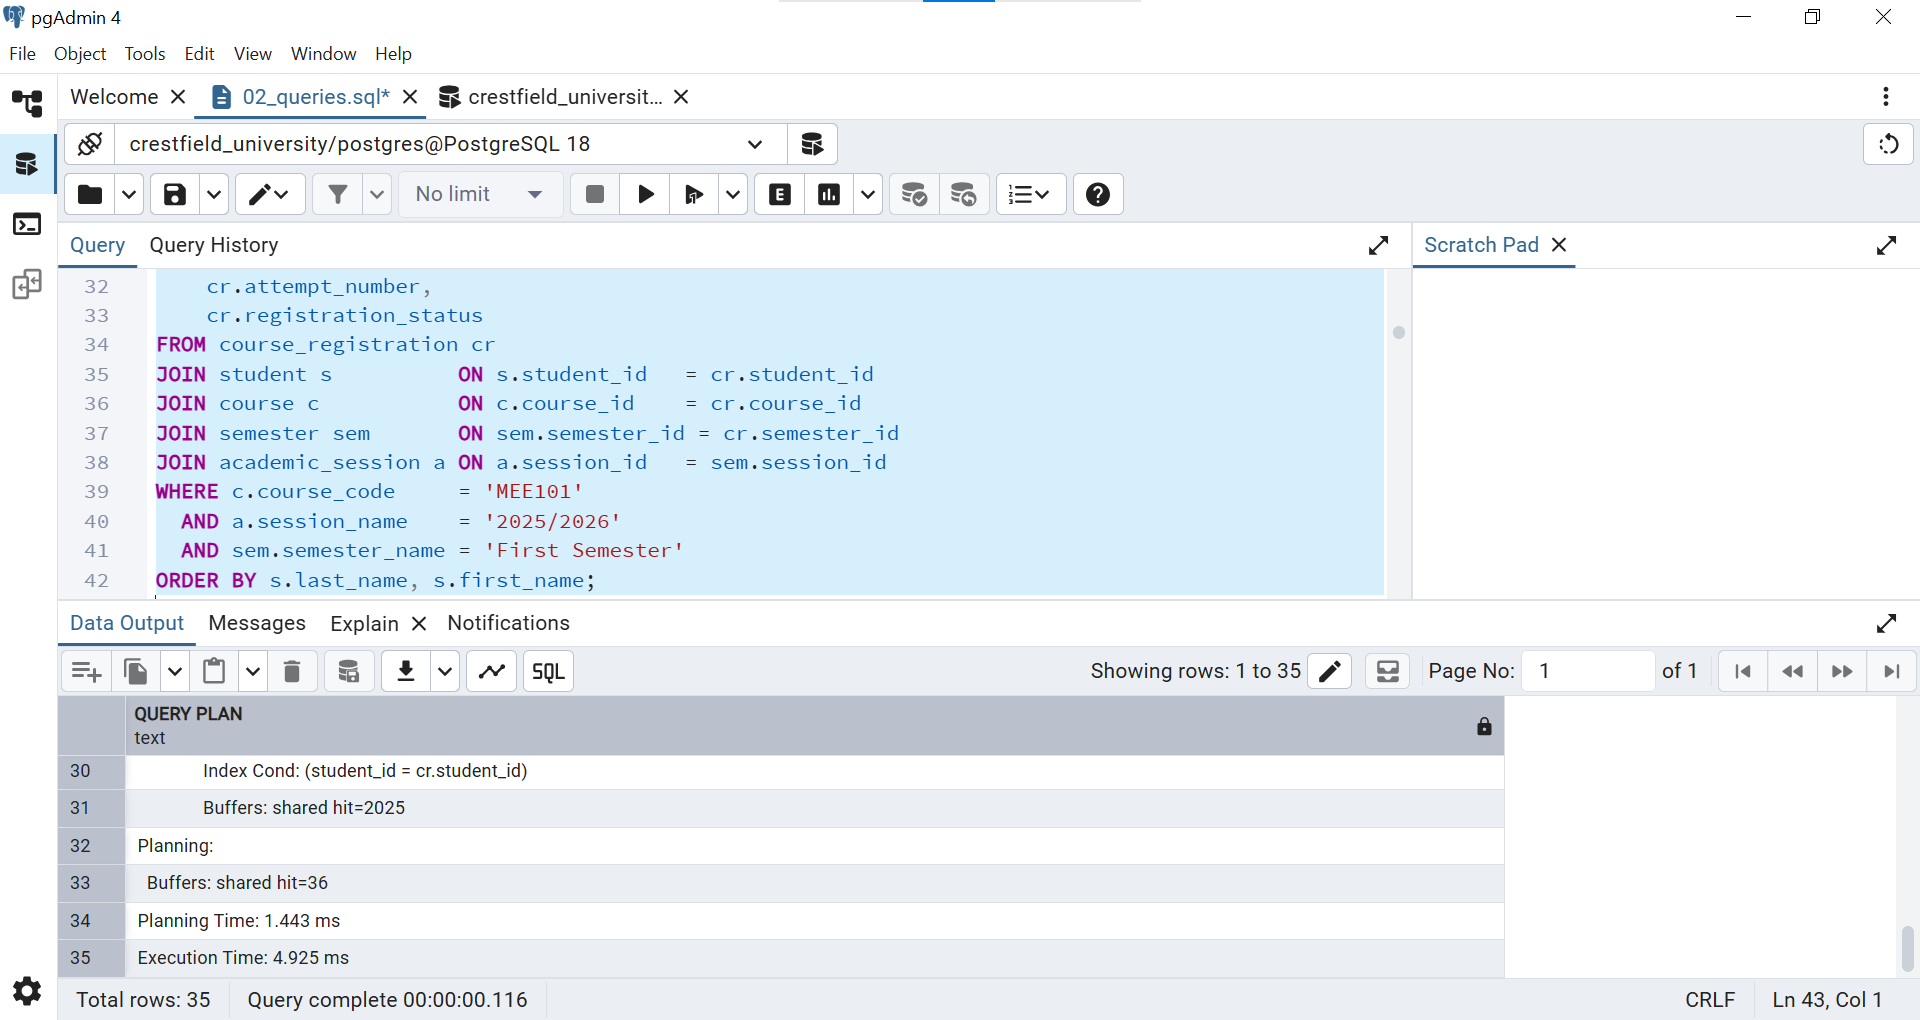 pgAdmin 4
File Object Tools Edit View Window Help
Welcome 02_queries.sql* crestfield_universit...
crestfield_university/postgres@PostgreSQL 18
No limit E
Query Query History
Scratch Pad
32 cr.attempt_number,
33 cr.registration_status
34 FROM course_registration cr
35 JOIN student s ON s.student_id = cr.student_id
36 JOIN course c ON c.course_id = cr.course_id
37 JOIN semester sem ON sem.semester_id = cr.semester_id
38 JOIN academic_session a ON a.session_id = sem.session_id
39 WHERE c.course_code = 'MEE101'
40 AND a.session_name = '2025/2026'
41 AND sem.semester_name = 'First Semester'
42 ORDER BY s.last_name, s.first_name;
Data Output Messages Explain Notifications
SQL Showing rows: 1 to 35 Page No: 1 of 1
QUERY PLAN
text
30 Index Cond: (student_id = cr.student_id)
31 Buffers: shared hit=2025
32 Planning:
33 Buffers: shared hit=36
34 Planning Time: 1.443 ms
35 Execution Time: 4.925 ms
Total rows: 35 Query complete 00:00:00.116 CRLF Ln 43, Col 1